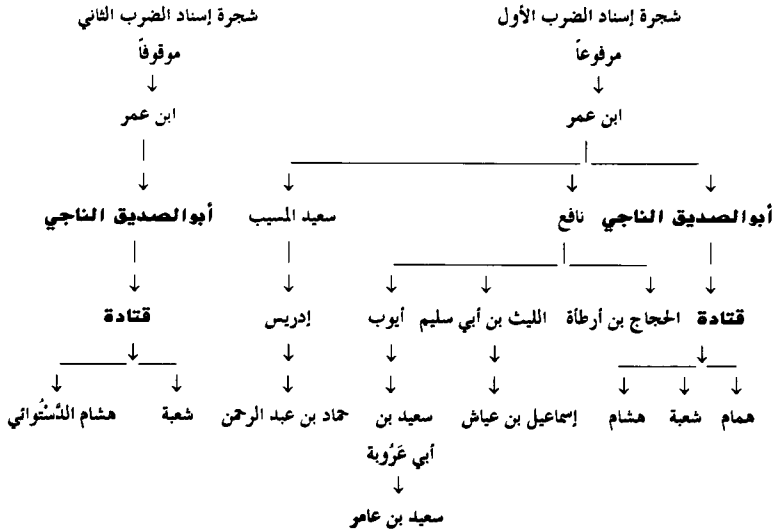 شجرة إسناد الضرب الأول
شجرة إسناد الضرب الثاني
مرفوعاً
موقوفاً
ابن عمر
ابن عمر
أبوالصديق الناجي
نافع
سعيد المسيب
أبوالصديق الناجي
قتادة
الحجاج بن أرطأة
الليث بن أبي سليم
أيوب
إدريس
قتادة
همام
شعبة
هشام
إسماعيل بن عياش
سعيد بن
أبي عَرُوبة
حماد بن عبد الرحمن
شعبة
هشام الدَّسْتُوائي
سعيد بن عامر